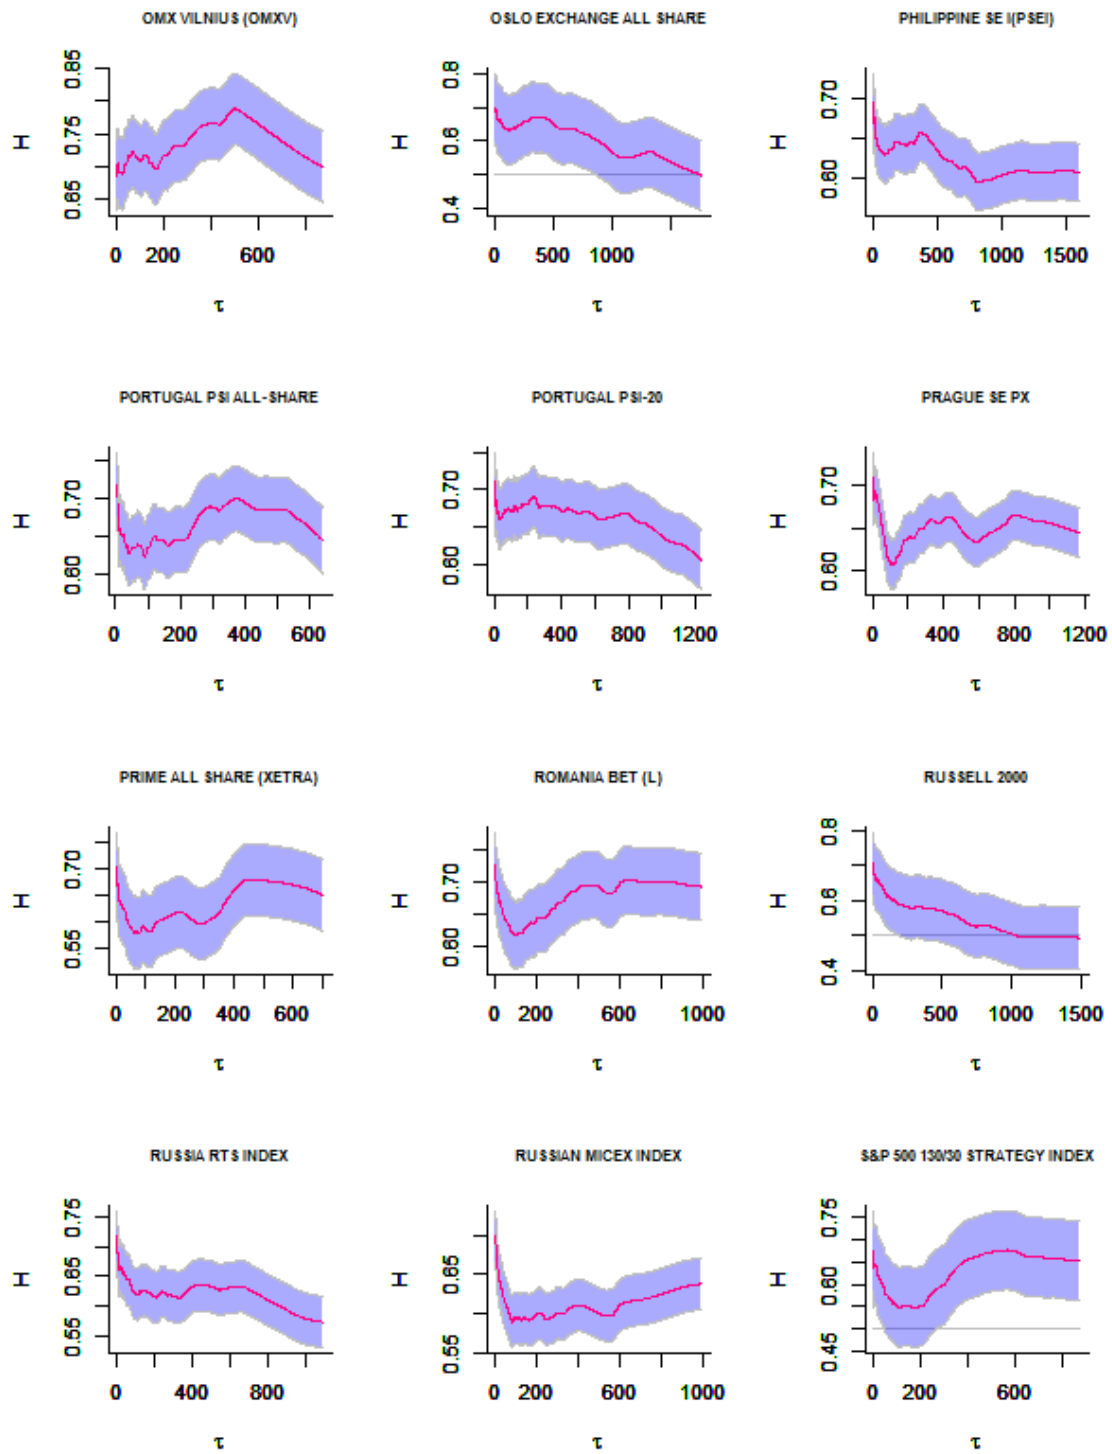 OMX VILNIUS (OMXV)
H
0.65 0.75 0.85
0 200 600
τ
OSLO EXCHANGE ALL SHARE
H
0.4 0.6 0.8
0 500 1000
τ
PHILIPPINE SE I(PSEI)
H
0.60 0.70
0 500 1000 1500
τ
PORTUGAL PSI ALL-SHARE
H
0.60 0.70
0 200 400 600
τ
PORTUGAL PSI-20
H
0.60 0.70
0 400 800 1200
τ
PRAGUE SE PX
H
0.60 0.70
0 400 800 1200
τ
PRIME ALL SHARE (XETRA)
H
0.55 0.70
0 200 400 600
τ
ROMANIA BET (L)
H
0.60 0.70
0 200 600 1000
τ
RUSSELL 2000
H
0.4 0.6 0.8
0 500 1000 1500
τ
RUSSIA RTS INDEX
H
0.55 0.65 0.75
0 400 800
τ
RUSSIAN MICEX INDEX
H
0.55 0.65
0 200 600 1000
τ
S&P 500 130/30 STRATEGY INDEX
H
0.45 0.60 0.75
0 200 600
τ